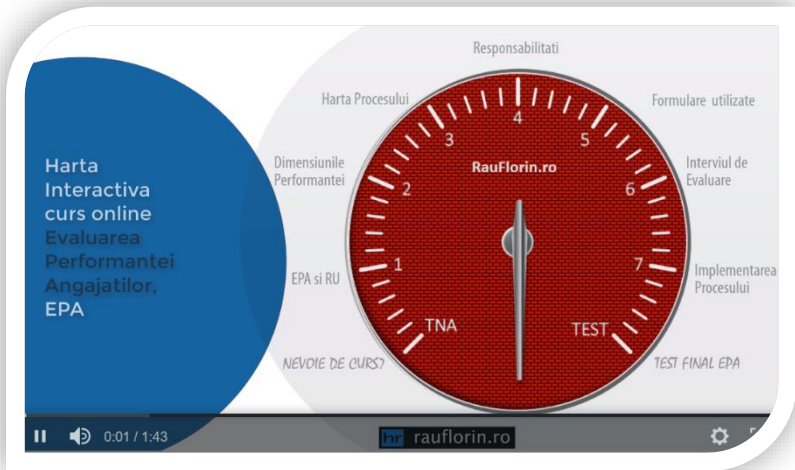 Harta
Interactiva
curs online
Evaluarea
Performantei
Angajatilor,
EPA
Responsabilitati
Harta Procesului
Formulare utilizate
Dimensiunile
Performantei
Interviul de
Evaluare
EPA si RU
Implementarea
Procesului
NEVOIE DE CURS?
TEST FINAL EPA
RauFlorin.ro
TNA
1
2
3
4
5
6
7
TEST
0:01 / 1:43
hr rauflorin.ro